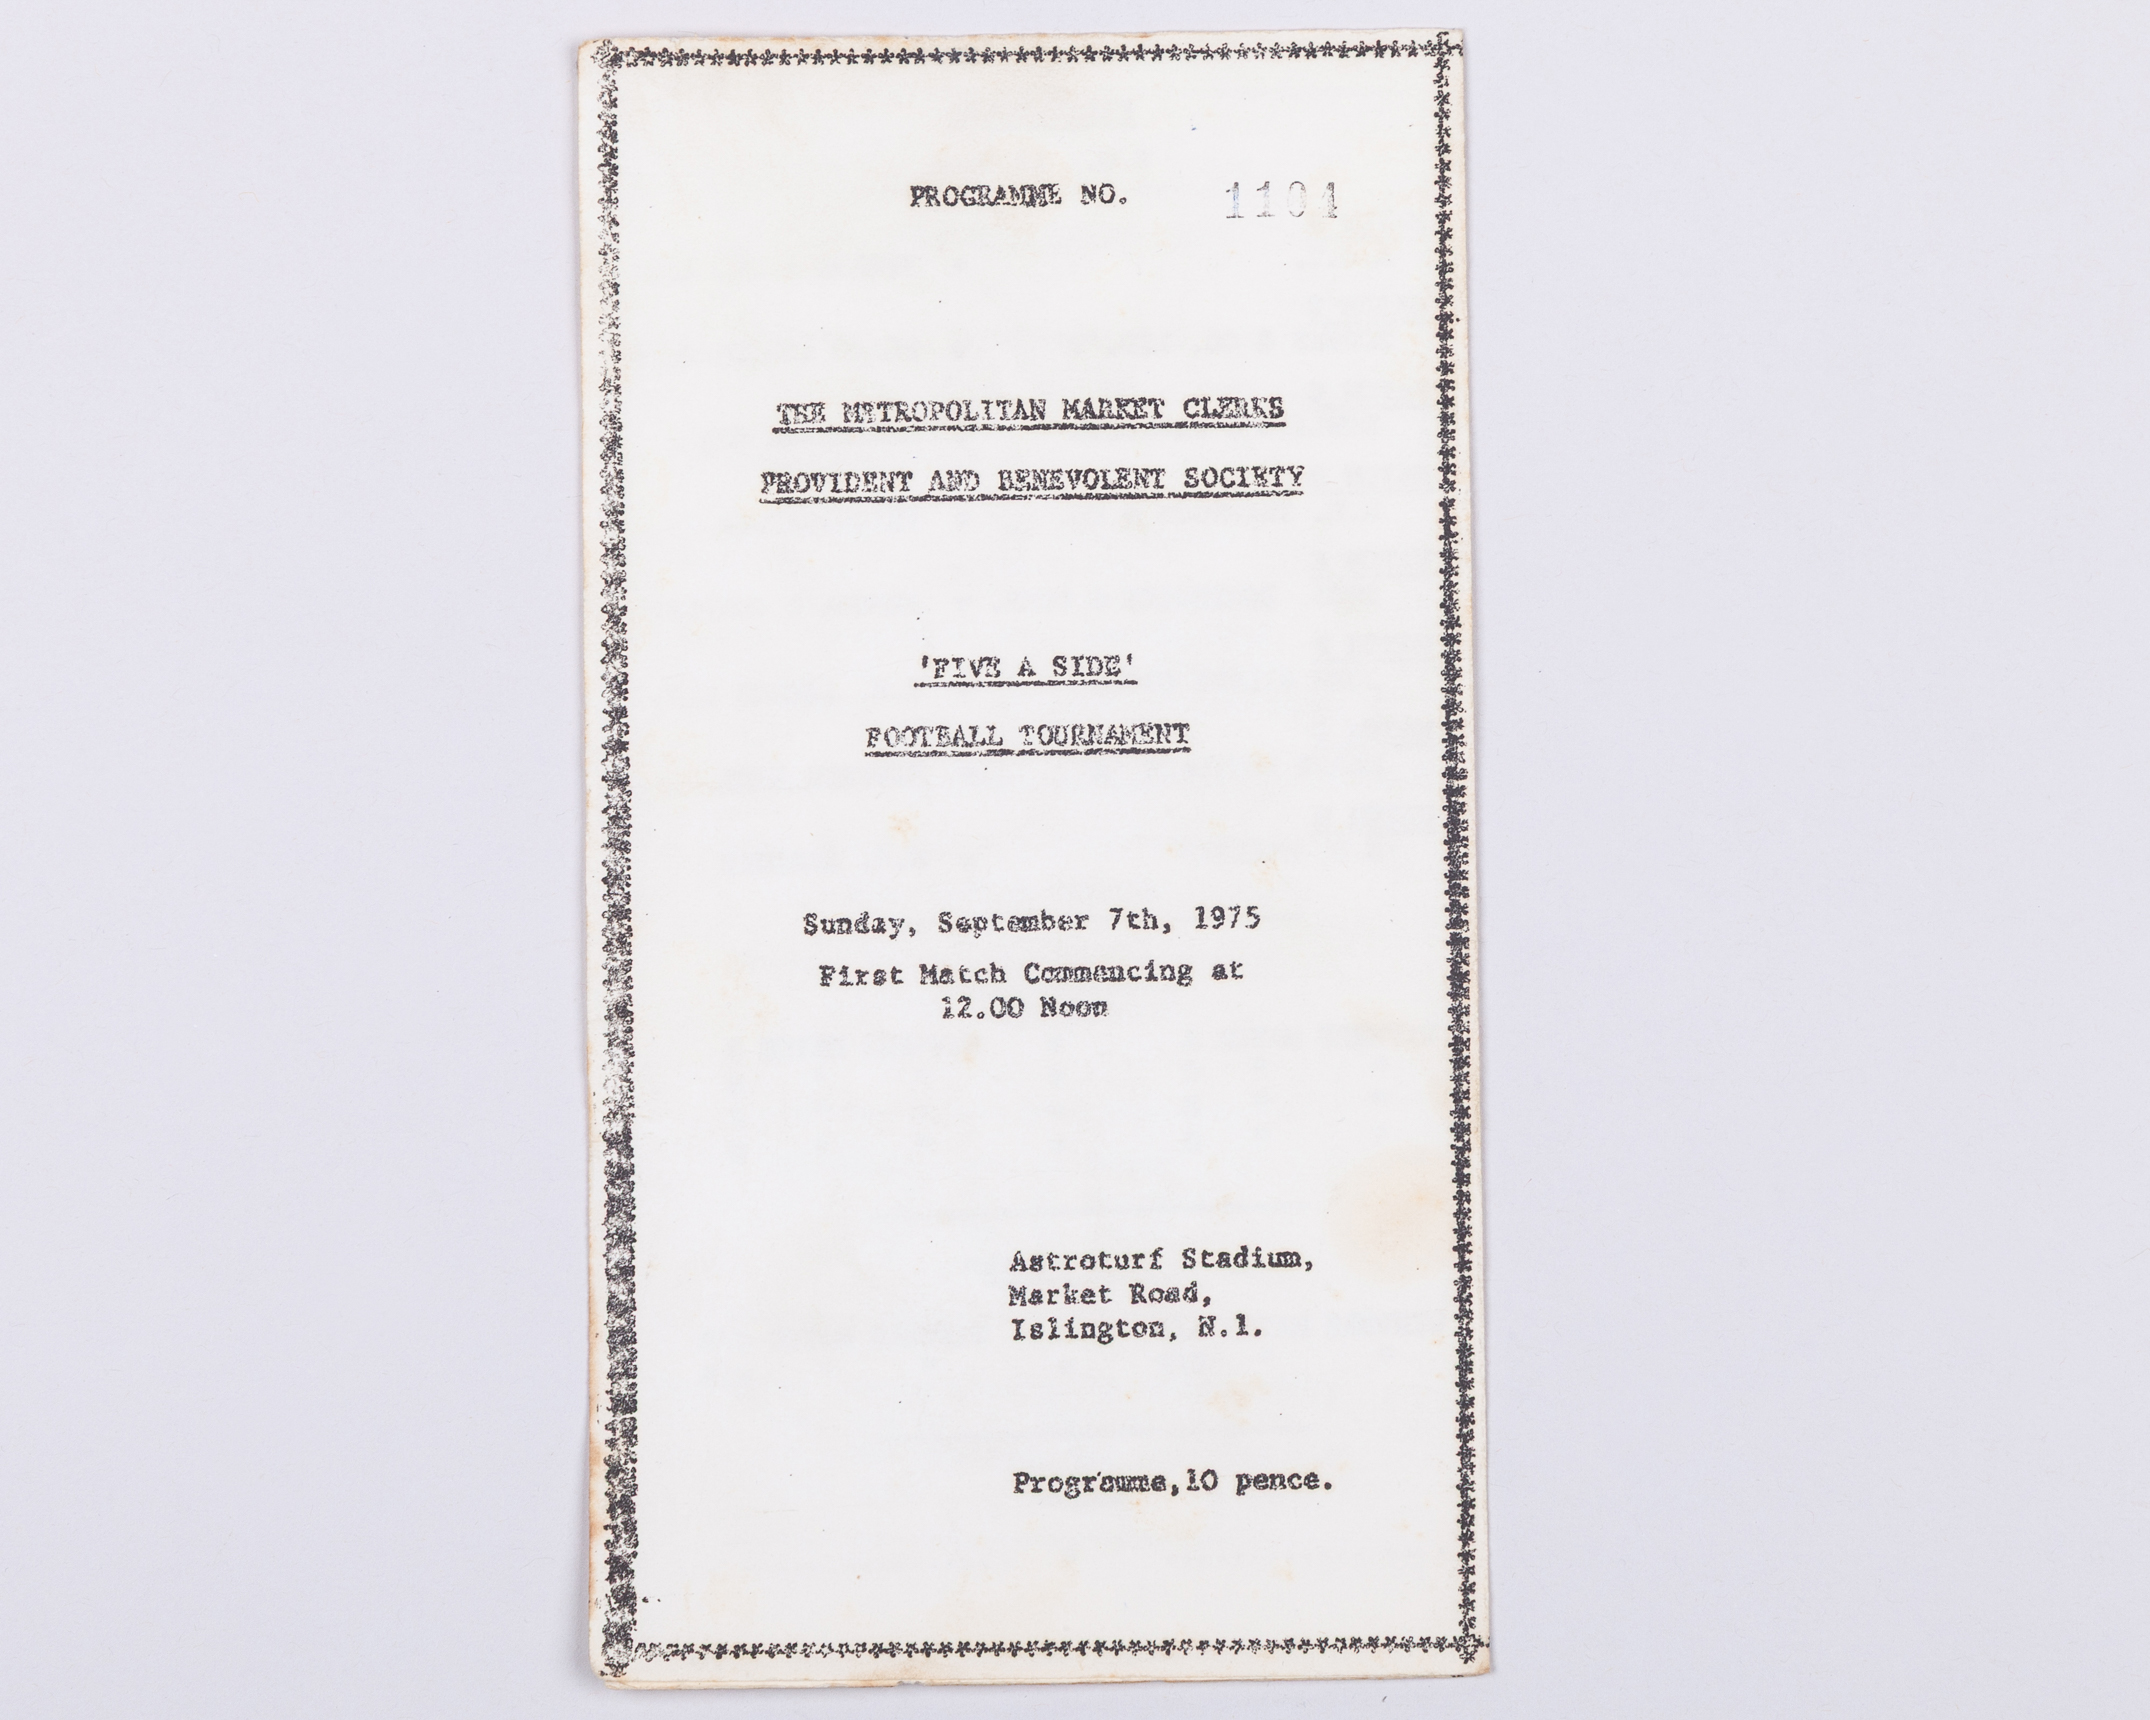 PROGRAMME NO. 1104
THE METROPOLITAN MARKET CLERKS
PROVIDENT AND BENEVOLENT SOCIETY
'FIVE A SIDE'
FOOTBALL TOURNAMENT
Sunday, September 7th, 1975
First Match Commencing at
12.00 Noon
Astroturf Stadium,
Market Road,
Islington, N.1.
Programme,10 pence.